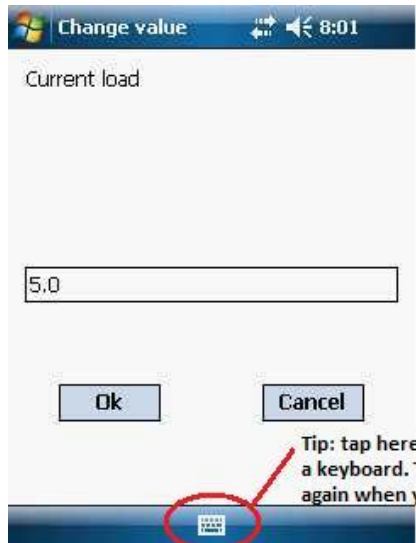 Change value 8:01
Current load
5.0
Ok Cancel
Tip: tap here
a keyboard.
again when